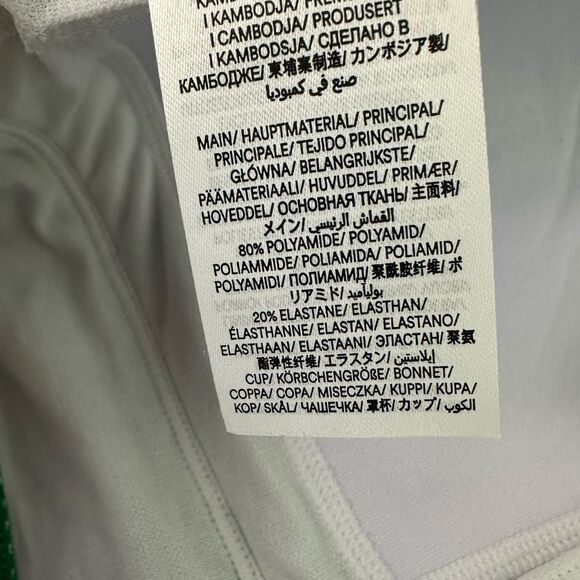 KAMBODŻA/ PREM
I KAMBODJA/ PRODUSERT
I CAMBODJA/ PRODUSERT
I KAMBODSJA/ СДЕЛАНО В
КАМБОДЖЕ/ 柬埔寨制造/ カンボジア製/
صنع في كمبوديا
MAIN/ HAUPTMATERIAL/ PRINCIPAL/
PRINCIPALE/ TEJIDO PRINCIPAL/
GŁÓWNA/ BELANGRIJKSTE/
PÄÄMATERIAALI/ HUVUDDEL/ PRIMÆR/
HOVEDDEL/ ОСНОВНАЯ ТКАНЬ/ 主面料/
メイン/ القماش الرئيسي/
80% POLYAMIDE/ POLYAMID/
POLIAMMIDE/ POLIAMIDA/ POLIAMID/
POLYAMIDI/ ПОЛИАМИД/ 聚酰胺纤维/ ポ
リアミド/ بوليآميد/
20% ELASTANE/ ELASTHAN/
ÉLASTHANNE/ ELASTAN/ ELASTANO/
ELASTHAAN/ ELASTAANI/ ЭЛАСТАН/ 聚氨
酯弹性纤维/ エラスタン/ إيلاستين/
CUP/ KÖRBCHENGRÖßE/ BONNET/
COPPA/ COPA/ MISECZKA/ KUPPI/ KUPA/
KOP/ SKÅL/ ЧАШЕЧКА/ 罩杯/ カップ/ الكوب/